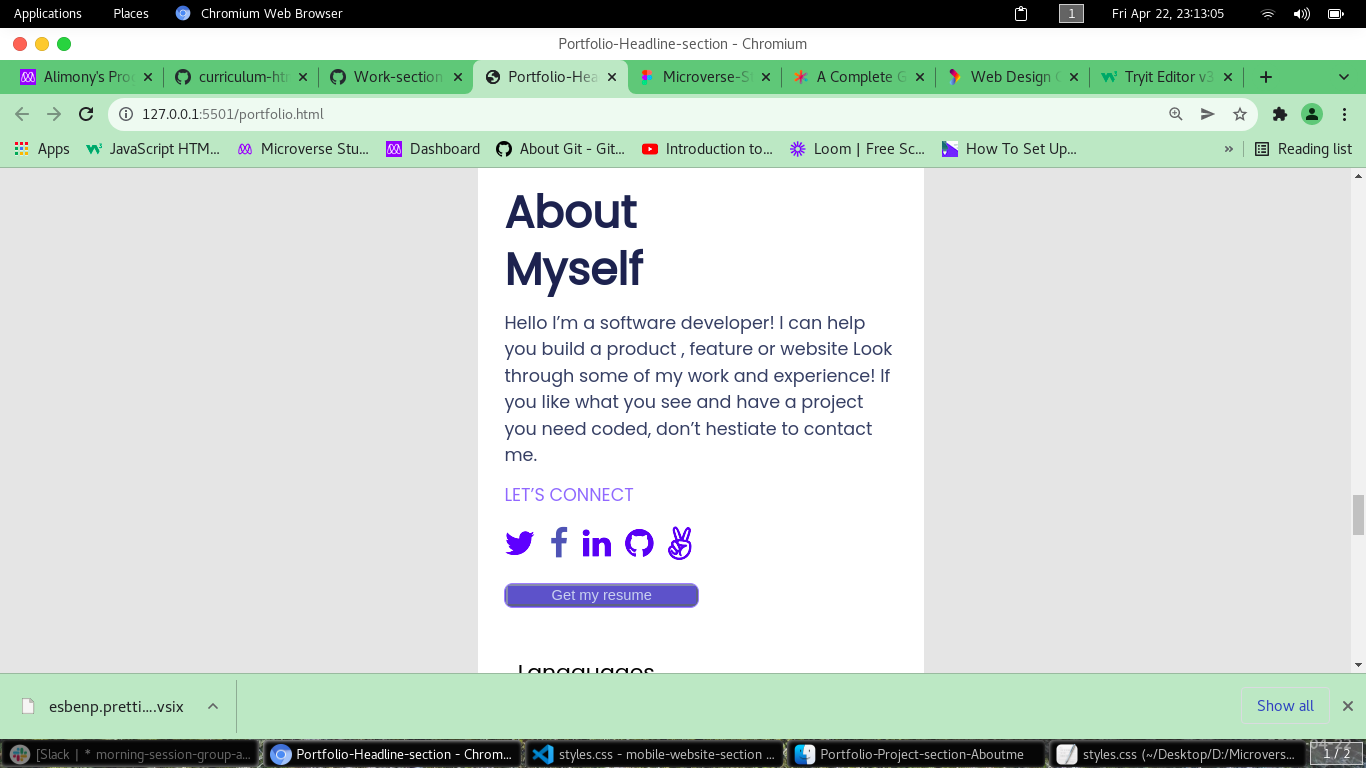 Applications Places Chromium Web Browser 1 Fri Apr 22, 23:13:05
Portfolio-Headline-section - Chromium
Alimony's Pro curriculum-ht Work-section Portfolio-Hea Microverse-S A Complete G Web Design Tryit Editor v3
127.0.0.1:5501/portfolio.html
Apps JavaScript HTM... Microverse Stu... Dashboard About Git - Git... Introduction to... Loom | Free Sc... How To Set Up... » Reading list
About
Myself
Hello I’m a software developer! I can help
you build a product , feature or website Look
through some of my work and experience! If
you like what you see and have a project
you need coded, don’t hestiate to contact
me.
LET’S CONNECT
Get my resume
Languages
esbenp.pretti....vsix Show all
[Slack | * morning-session-group-a... Portfolio-Headline-section - Chrom... styles.css - mobile-website-section ... Portfolio-Project-section-Aboutme styles.css (~/Desktop/D:/Microvers... 1 / 2